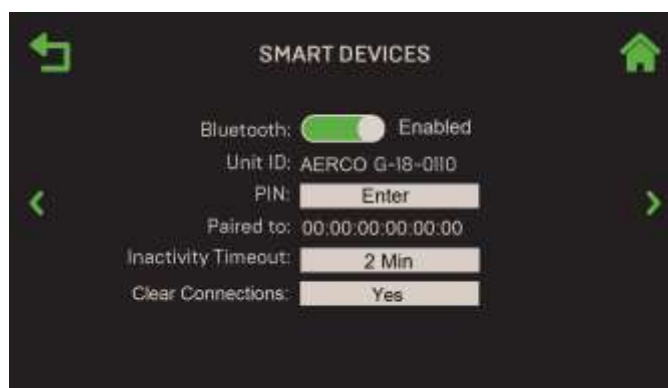 SMART DEVICES
Bluetooth: Enabled
Unit ID: AERCO G-18-0110
PIN: Enter
Paired to: 00:00:00:00:00:00
Inactivity Timeout: 2 Min
Clear Connections: Yes